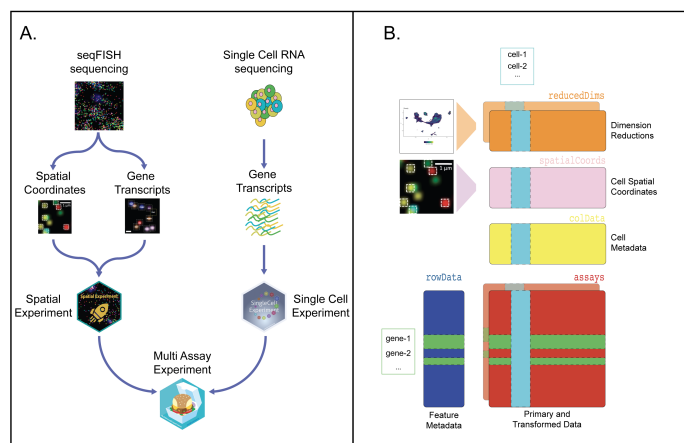 A.
seqFISH
sequencing
Single Cell RNA
sequencing
Spatial
Coordinates
Gene
Transcripts
Gene
Transcripts
Spatial
Experiment
Spatial Experiment
SingleCell
Experiment
Single Cell
Experiment
Multi Assay
Experiment
B.
cell-1
cell-2
...
reducedDims
Dimension
Reductions
1 μm
spatialCoords
Cell Spatial
Coordinates
colData
Cell
Metadata
rowData
assays
gene-1
gene-2
...
Feature
Metadata
Primary and
Transformed Data